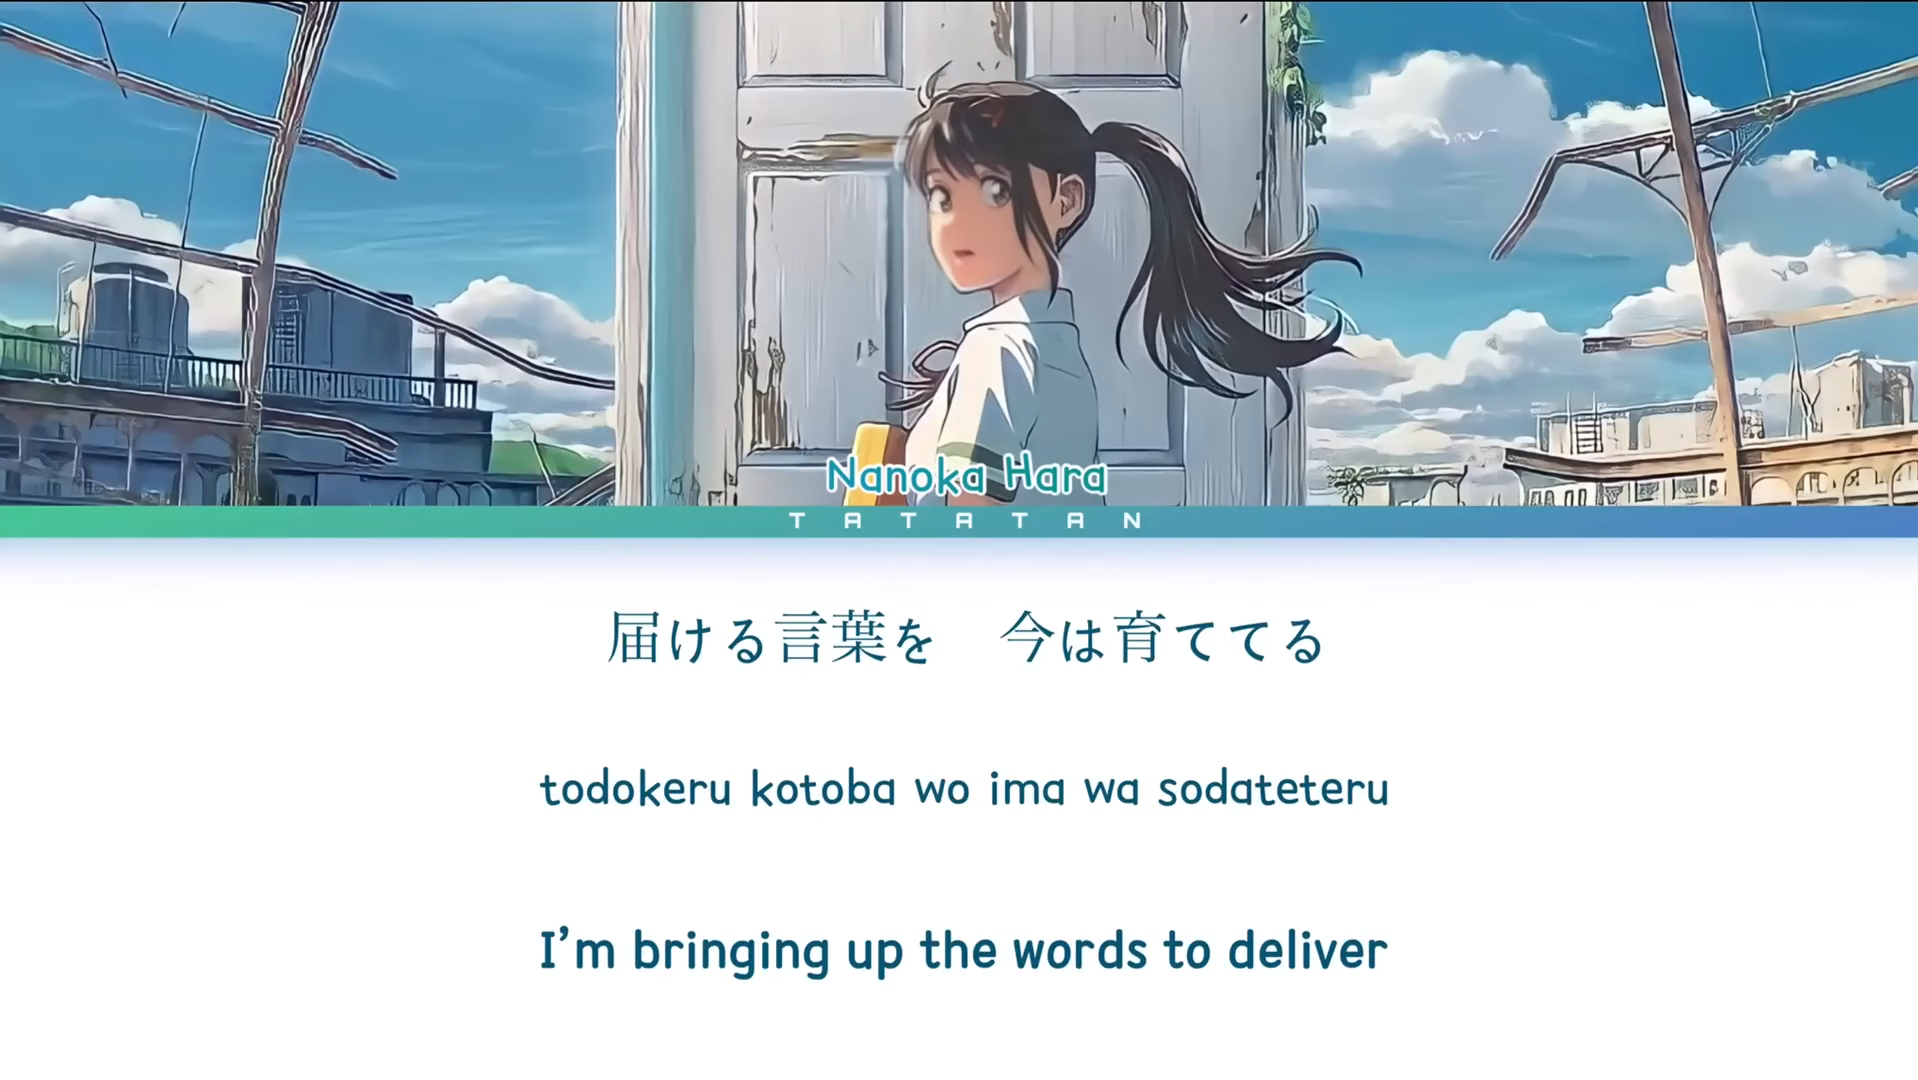 Nanoka Hara
TATATAN
届ける言葉を　今は育ててる
todokeru kotoba wo ima wa sodateteru
I'm bringing up the words to deliver